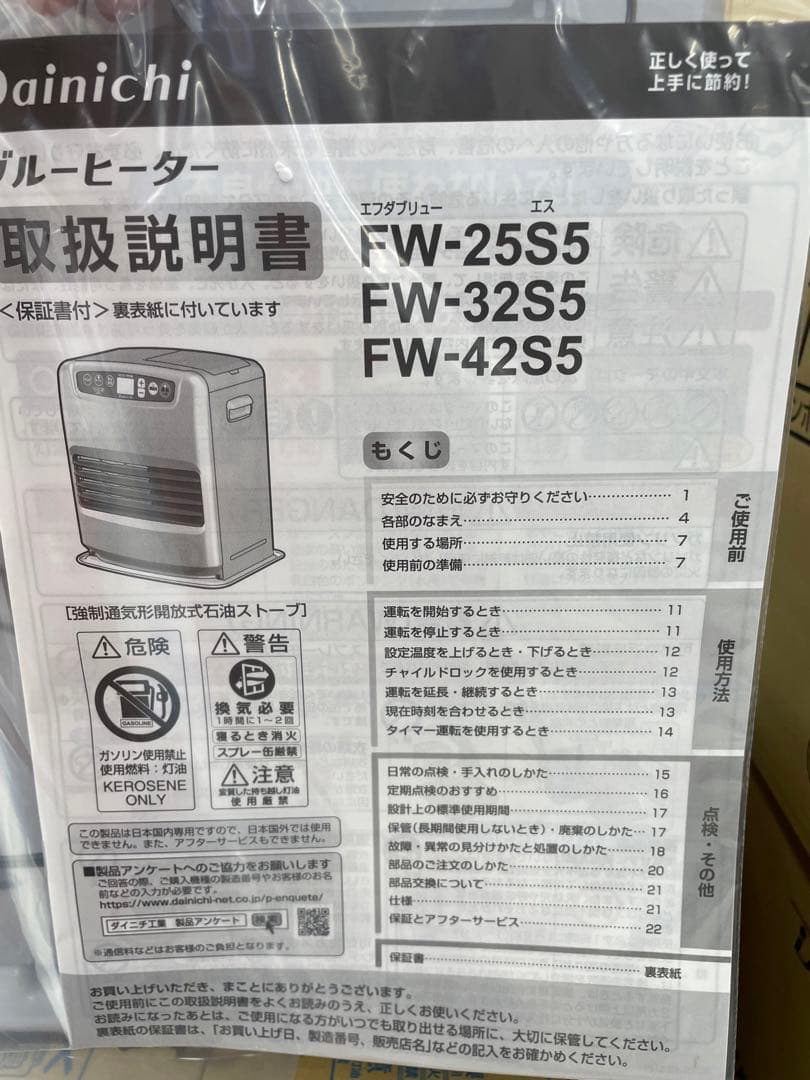 Dainichi
正しく使って
上手に節約!
ブルーヒーター
取扱説明書
<保証書付>裏表紙に付いています
エフダブリュー エス
FW-25S5
FW-32S5
FW-42S5
もくじ
安全のために必ずお守りください 1
各部のなまえ 4
使用する場所 7
使用前の準備 7
ご使用前
運転を開始するとき 11
運転を停止するとき 11
設定温度を上げるとき・下げるとき 12
チャイルドロックを使用するとき 12
運転を延長・継続するとき 13
現在時刻を合わせるとき 13
タイマー運転を使用するとき 14
使用方法
日常の点検・手入れのしかた 15
定期点検のおすすめ 16
設計上の標準使用期間 17
保管(長期間使用しないとき)・廃棄のしかた 17
故障・異常の見分けかたと処置のしかた 18
部品のご注文のしかた 20
部品交換について 21
仕様 21
保証とアフターサービス 22
点検・その他
保証書 裏表紙
[強制通気形開放式石油ストーブ]
危険
GASOLINE
ガソリン使用禁止
使用燃料:灯油
KEROSENE
ONLY
警告
換気必要
1時間に1~2回
寝るとき消火
スプレー缶厳禁
注意
変質した持ち越し灯油
使用厳禁
この製品は日本国内専用ですので、日本国外では使用
できません。また、アフターサービスもできません。
■製品アンケートへのご協力をお願いします
ご回答の際、ご購入機種の製造番号やお客様のお名
前などの入力が必要です。
https://www.dainichi-net.co.jp/p-enquete/
ダイニチ工業 製品アンケート 検索
※通信料などはお客様のご負担となります。
お買い上げいただき、まことにありがとうございます。
ご使用前にこの取扱説明書をよくお読みのうえ、正しくお使いください。
お読みになったあとは、ご使用になる方がいつでも取り出せる場所に、大切に保管してください。
裏表紙の保証書は、「お買い上げ日、製造番号、販売店名」などの記入をお確かめください。